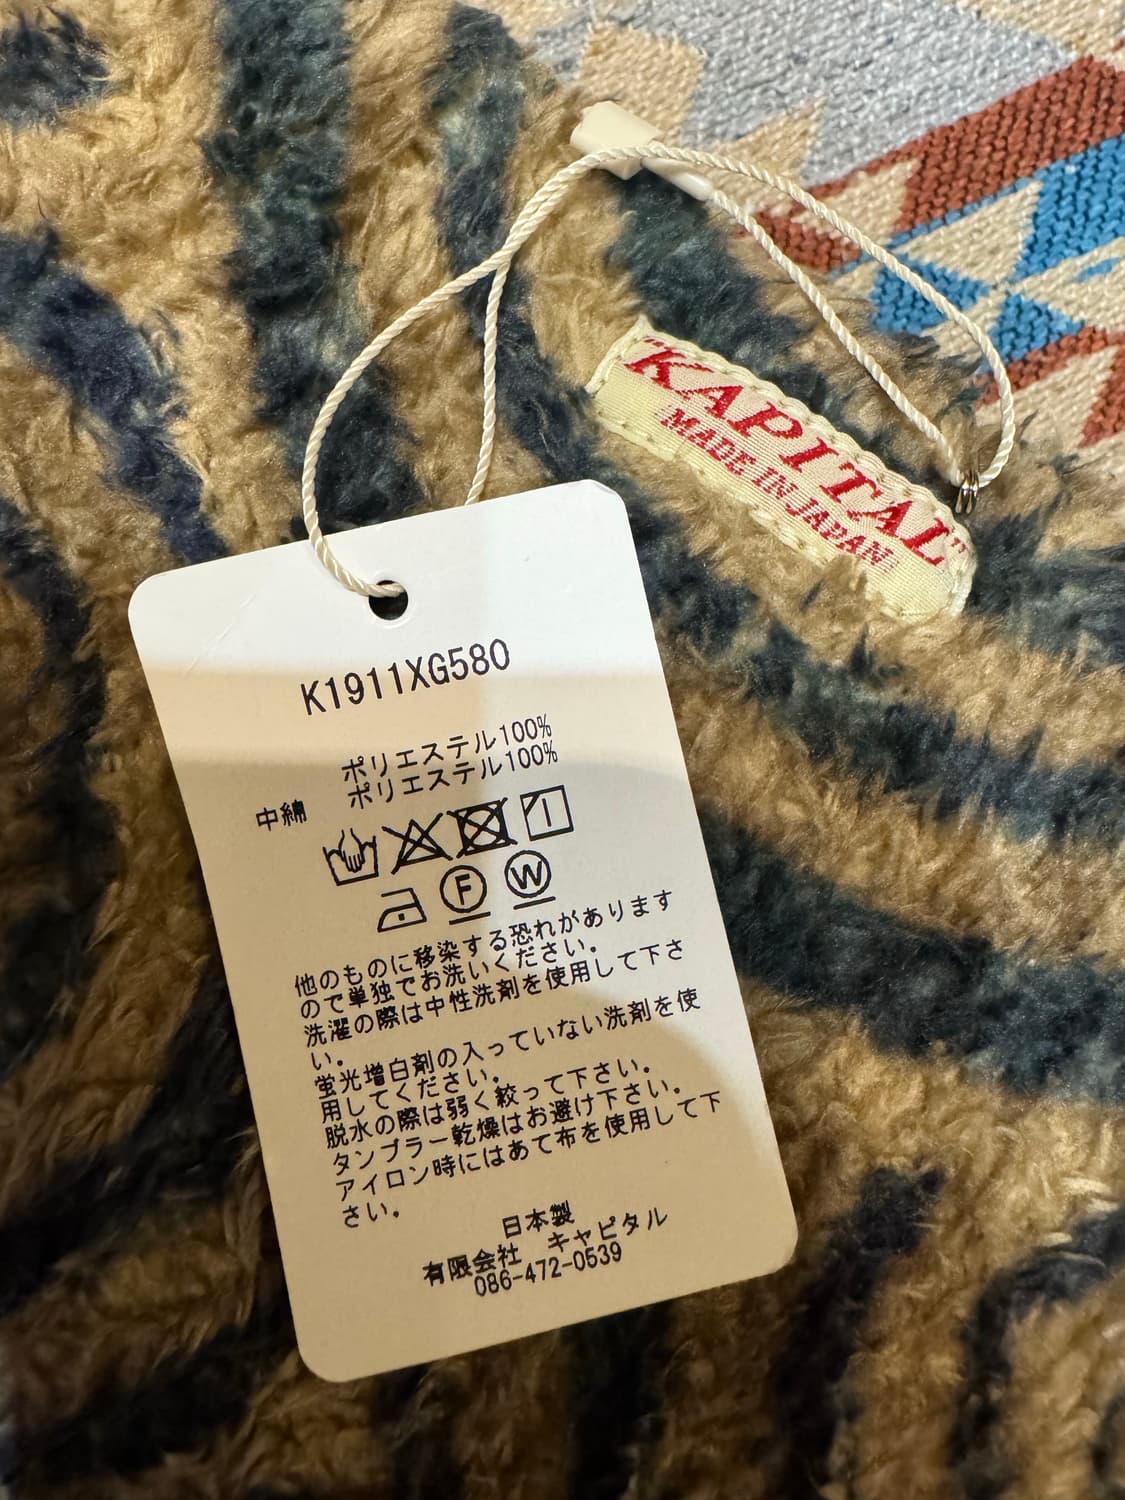 "KAPITAL"
MADE IN JAPAN
K1911XG580
ポリエステル100%
中綿 ポリエステル100%
F W
他のものに移染する恐れがあります
ので単独でお洗いください。
洗濯の際は中性洗剤を使用して下さ
い。
蛍光増白剤の入っていない洗剤を使
用してください。
脱水の際は弱く絞って下さい。
タンブラー乾燥はお避け下さい。
アイロン時にはあて布を使用して下
さい。
日本製
有限会社 キャピタル
086-472-0539